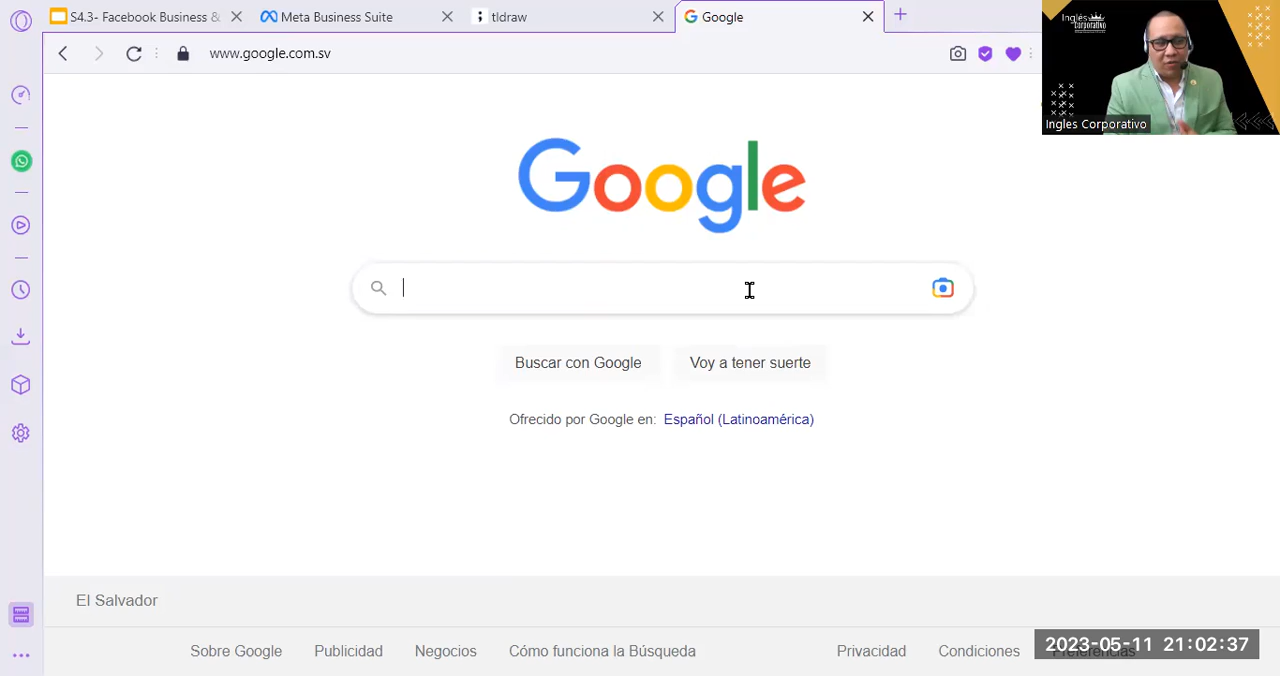 S4.3- Facebook Business &
Meta Business Suite
tldraw
Google
www.google.com.sv
Inglés
Corporativo
Ingles Corporativo
Google
Buscar con Google
Voy a tener suerte
Ofrecido por Google en: Español (Latinoamérica)
El Salvador
Sobre Google
Publicidad
Negocios
Cómo funciona la Búsqueda
Privacidad
Condiciones
Preferencias
2023-05-11 21:02:37